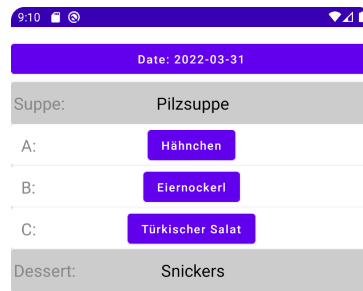 9:10
Date: 2022-03-31
Suppe: Pilzsuppe
A: Hähnchen
B: Eiernockerl
C: Türkischer Salat
Dessert: Snickers